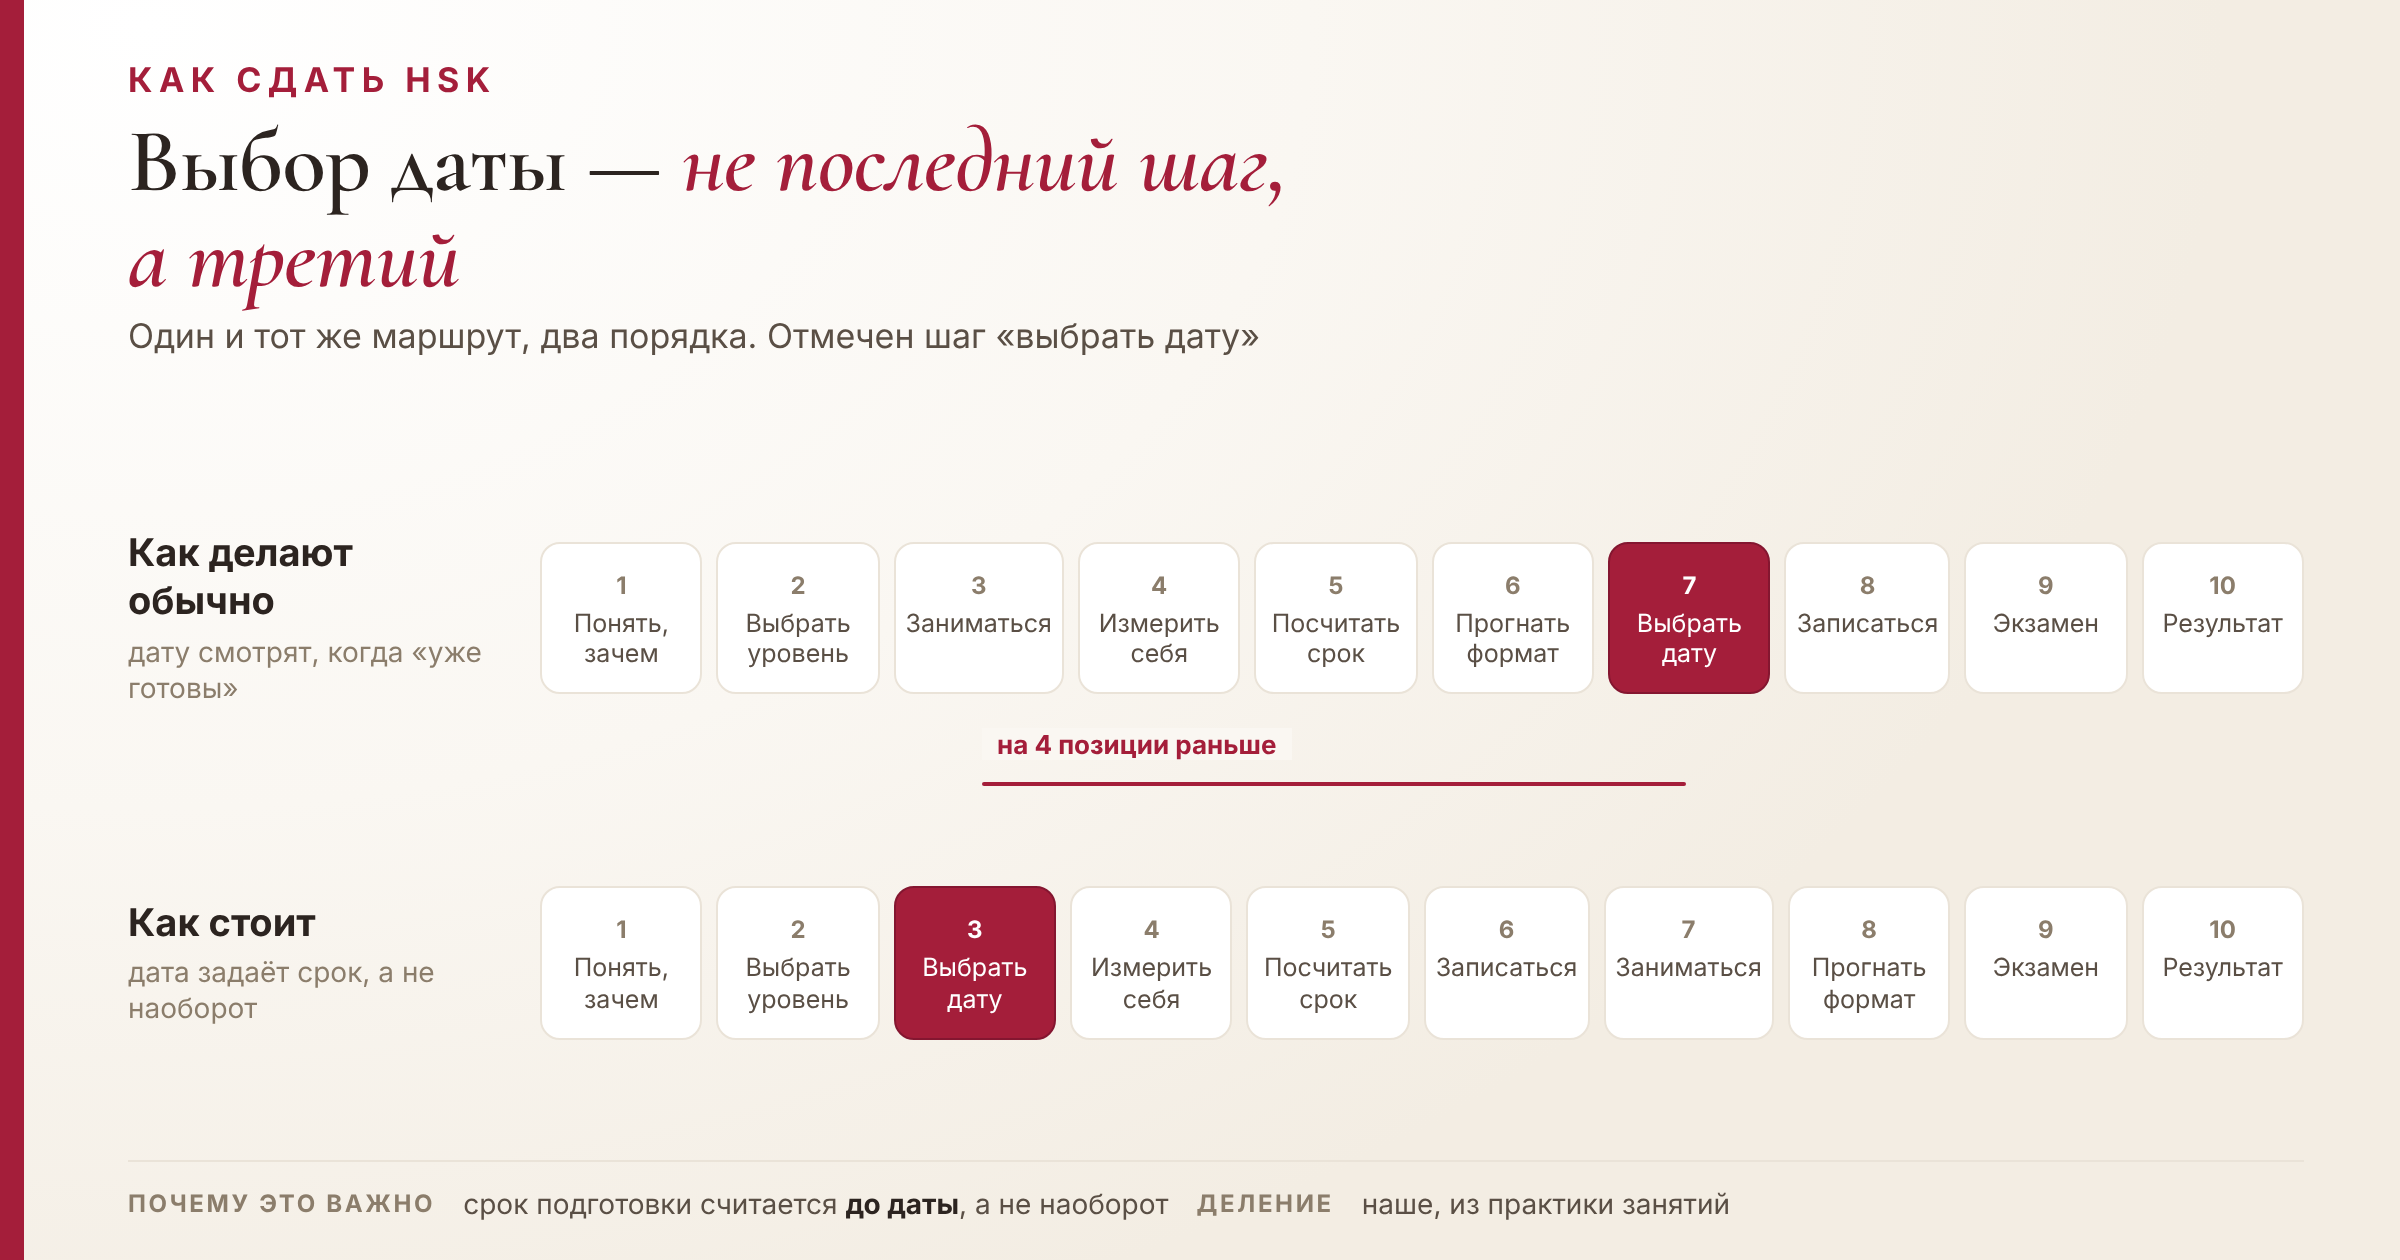 КАК СДАТЬ HSK
Выбор даты — не последний шаг,
а третий
Один и тот же маршрут, два порядка. Отмечен шаг «выбрать дату»
Как делают
обычно
дату смотрят, когда «уже
готовы»
1
Понять,
зачем
2
Выбрать
уровень
3
Заниматься
4
Измерить
себя
5
Посчитать
срок
6
Прогнать
формат
7
Выбрать
дату
8
Записаться
9
Экзамен
10
Результат
на 4 позиции раньше
Как стоит
дата задаёт срок, а не
наоборот
1
Понять,
зачем
2
Выбрать
уровень
3
Выбрать
дату
4
Измерить
себя
5
Посчитать
срок
6
Записаться
7
Заниматься
8
Прогнать
формат
9
Экзамен
10
Результат
ПОЧЕМУ ЭТО ВАЖНО срок подготовки считается до даты, а не наоборот ДЕЛЕНИЕ наше, из практики занятий